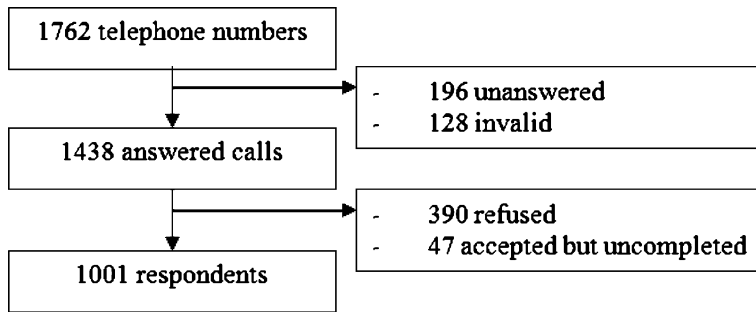 1762 telephone numbers
- 196 unanswered
- 128 invalid
1438 answered calls
- 390 refused
- 47 accepted but uncompleted
1001 respondents